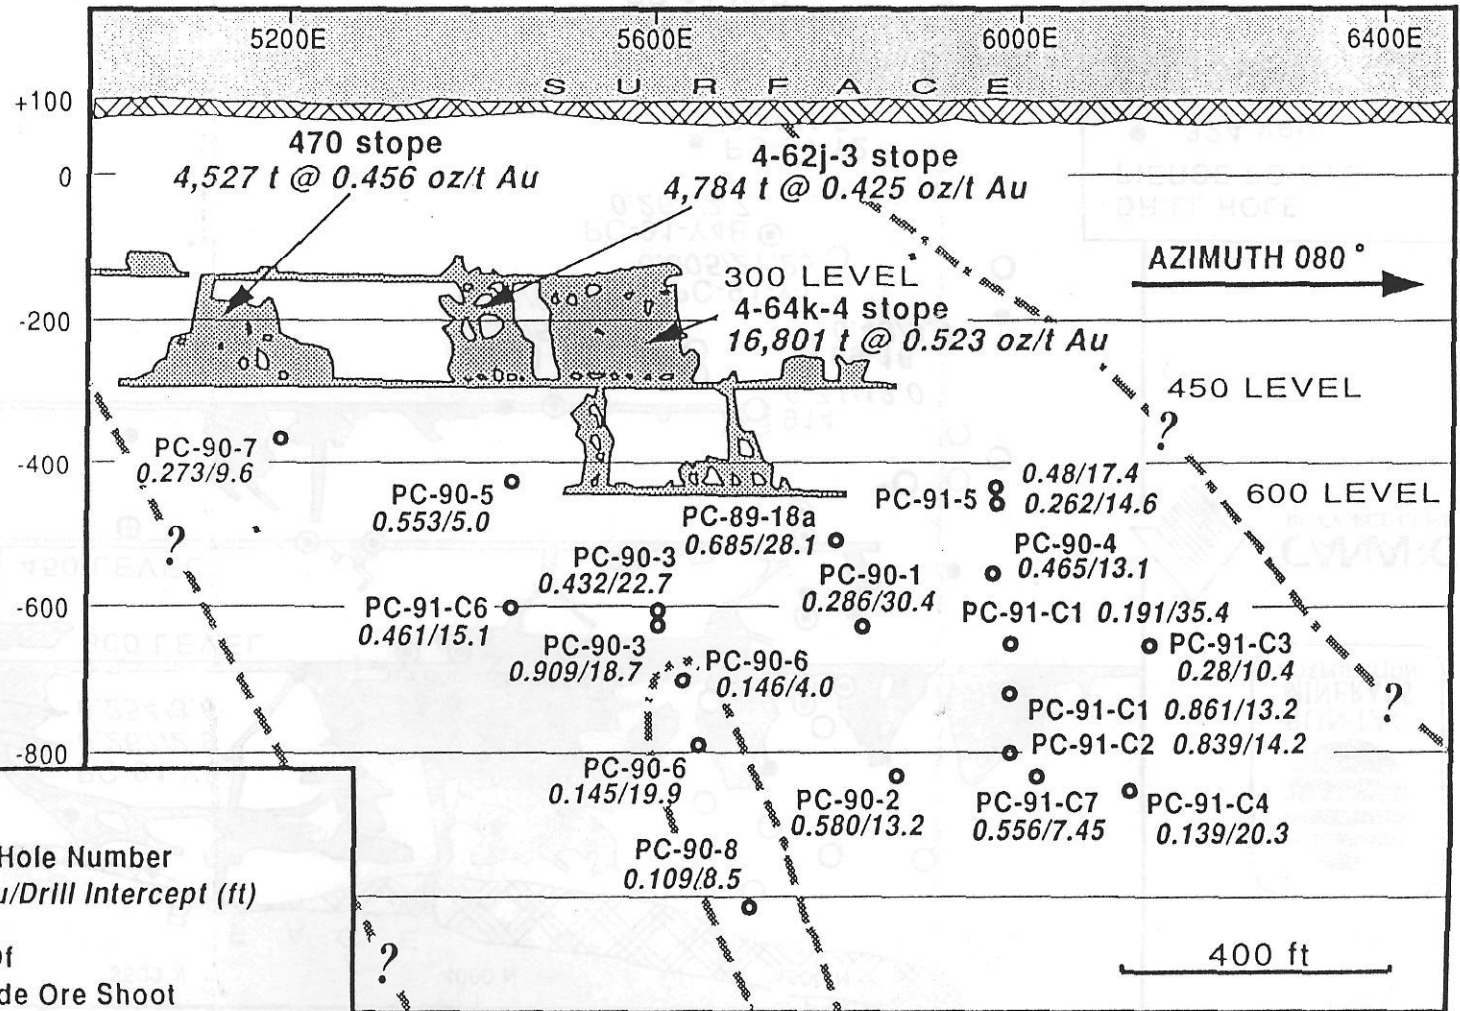 5200E 5600E 6000E 6400E
SURFACE
+100
470 stope
4,527 t @ 0.456 oz/t Au
4-62j-3 stope
4,784 t @ 0.425 oz/t Au
0
AZIMUTH 080°
300 LEVEL
4-64k-4 stope
16,801 t @ 0.523 oz/t Au
-200
450 LEVEL
?
PC-90-7
0.273/9.6
-400
PC-90-5
0.553/5.0
PC-91-5
0.48/17.4
0.262/14.6
600 LEVEL
?
PC-89-18a
0.685/28.1
PC-90-4
0.465/13.1
PC-90-3
0.432/22.7
PC-90-1
0.286/30.4
-600
PC-91-C6
0.461/15.1
PC-91-C1 0.191/35.4
PC-90-3
0.909/18.7
PC-91-C3
0.28/10.4
PC-90-6
0.146/4.0
?
PC-91-C1 0.861/13.2
-800
PC-91-C2 0.839/14.2
PC-90-6
0.145/19.9
PC-90-2
0.580/13.2
PC-91-C7
0.556/7.45
PC-91-C4
0.139/20.3
PC-90-8
0.109/8.5
Hole Number
u/Drill Intercept (ft)
?
400 ft
of
de Ore Shoot